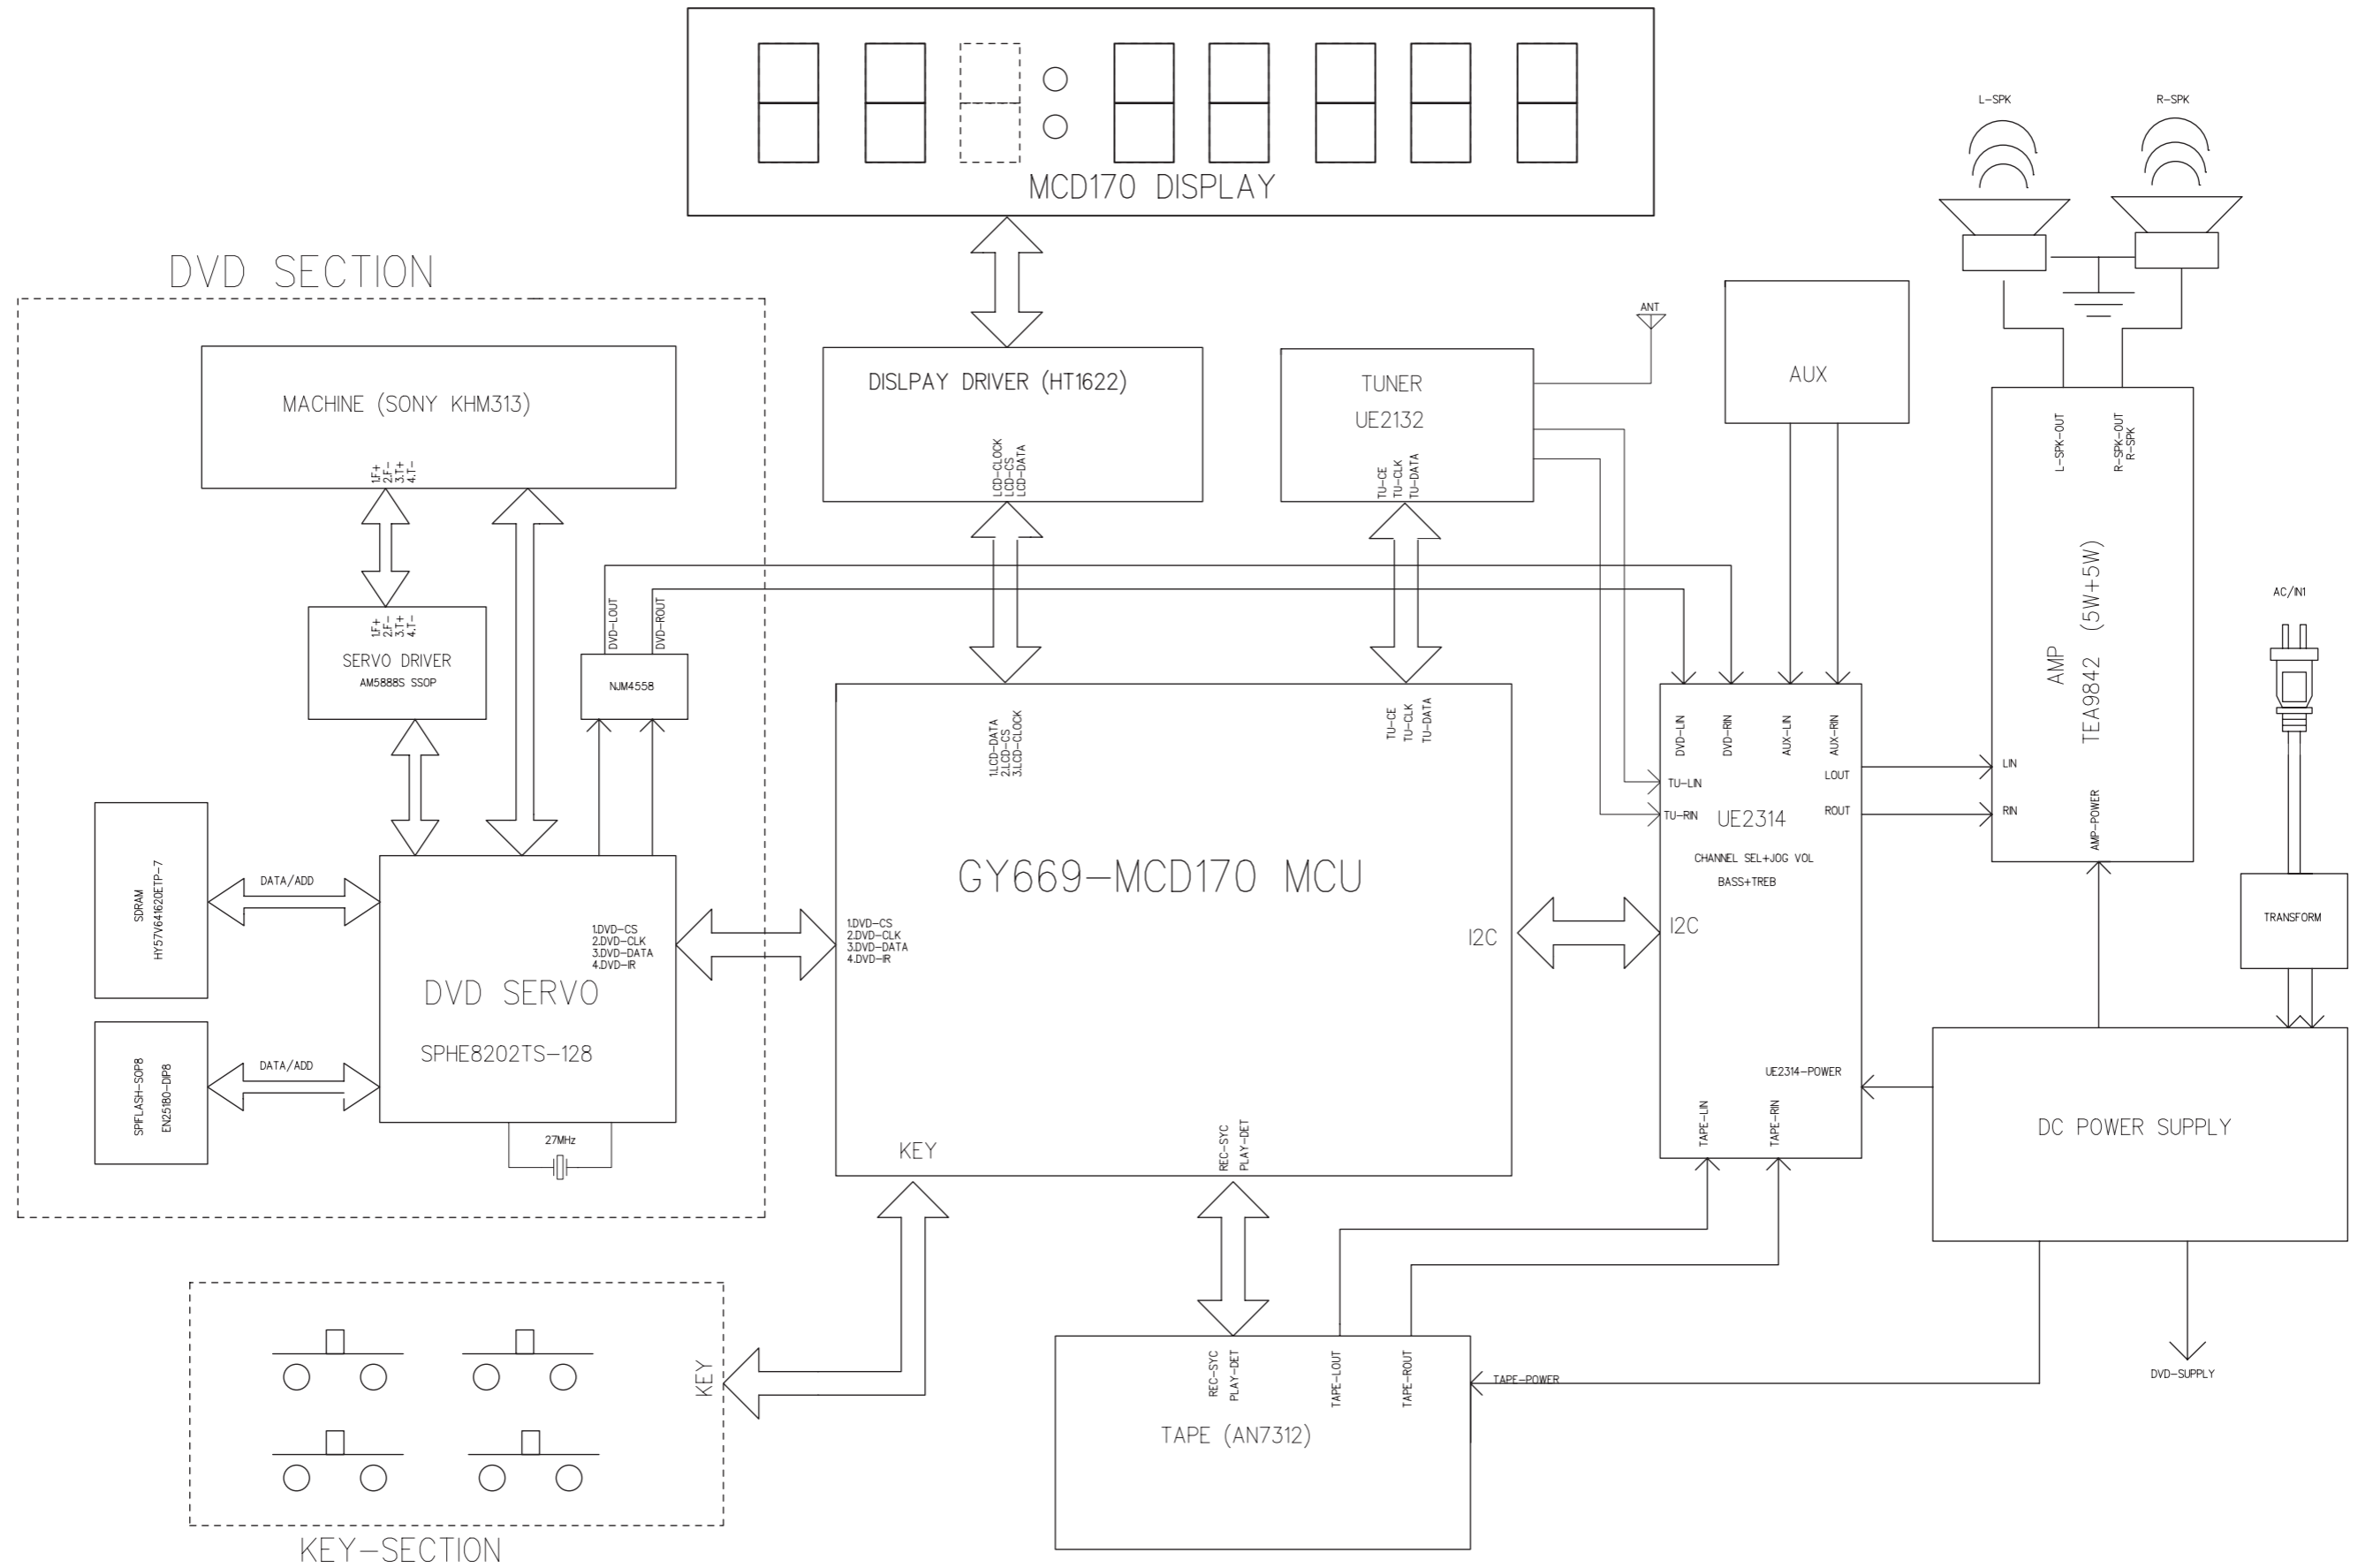 MCD170 DISPLAY
L-SPK
R-SPK
DVD SECTION
MACHINE (SONY KHM313)
1.F+
2.F-
3.T+
4.T-
1.F+
2.F-
3.T+
4.T-
SERVO DRIVER
AM5888S SSOP
DVD-LOUT
DVD-ROUT
NJM4558
SDRAM
HY57V641620ETP-7
DATA/ADD
SPIFLASH-SOP8
EN25180-DIP8
DATA/ADD
1.DVD-CS
2.DVD-CLK
3.DVD-DATA
4.DVD-IR
DVD SERVO
SPHE8202TS-128
27MHz
DISLPAY DRIVER (HT1622)
LCD-CLOCK
LCD-CS
LCD-DATA
TUNER
UE2132
TU-CE
TU-CLK
TU-DATA
ANT
AUX
1.LCD-DATA
2.LCD-CS
3.LCD-CLOCK
TU-CE
TU-CLK
TU-DATA
GY669-MCD170 MCU
1.DVD-CS
2.DVD-CLK
3.DVD-DATA
4.DVD-IR
I2C
KEY
REC-SYC
PLAY-DET
DVD-LIN
DVD-RIN
AUX-LIN
AUX-RIN
TU-LIN
TU-RIN
LOUT
ROUT
UE2314
CHANNEL SEL+JOG VOL
BASS+TREB
I2C
UE2314-POWER
TAPE-LIN
TAPE-RIN
L-SPK-OUT
R-SPK-OUT
R-SPK
AMP
TEA9842 (5W+5W)
LIN
RIN
AMP-POWER
AC/IN1
TRANSFORM
DC POWER SUPPLY
DVD-SUPPLY
TAPE-POWER
REC-SYC
PLAY-DET
TAPE-LOUT
TAPE-ROUT
TAPE (AN7312)
KEY
KEY-SECTION